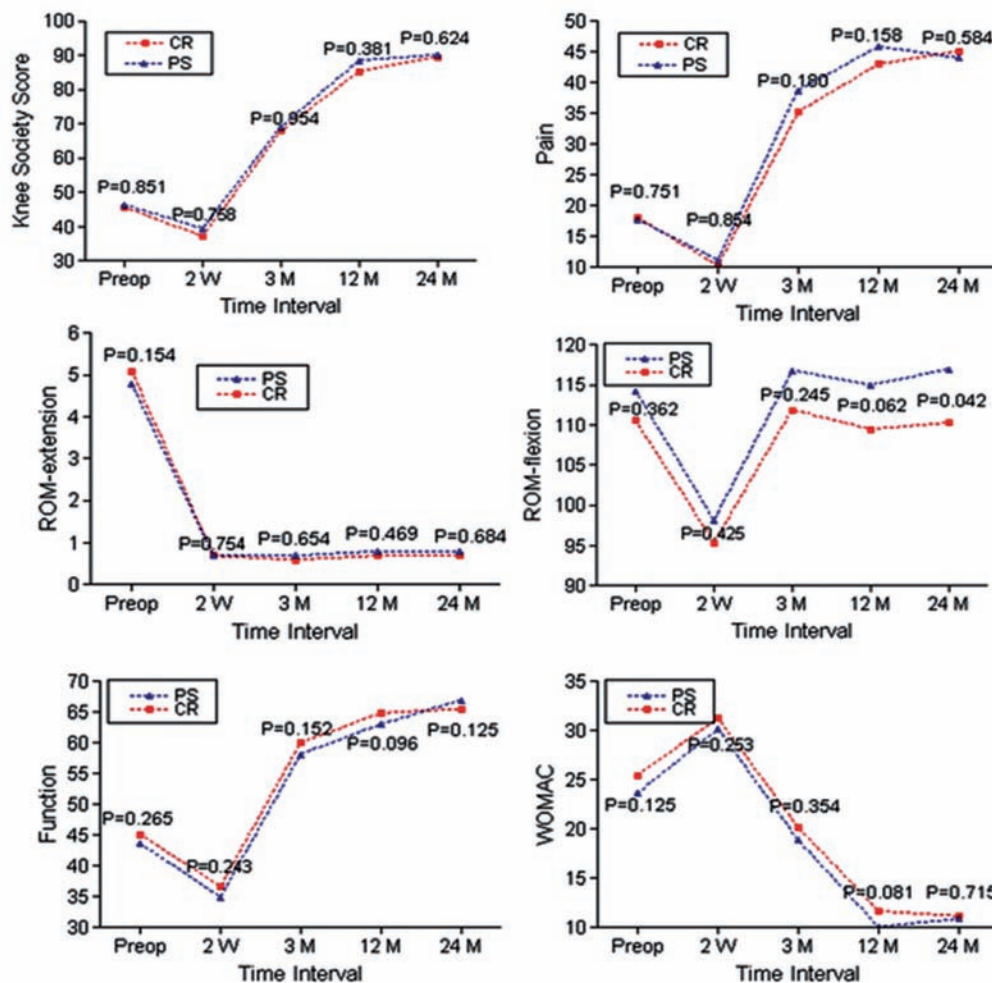 100
90
80
70
60
50
40
30
Knee Society Score
CR
PS
P=0.851
P=0.758
P=0.954
P=0.381
P=0.624
Preop 2 W 3 M 12 M 24 M
Time Interval
50
45
40
35
30
25
20
15
10
Pain
CR
PS
P=0.751
P=0.854
P=0.180
P=0.158
P=0.584
Preop 2 W 3 M 12 M 24 M
Time Interval
6
5
4
3
2
1
0
ROM-extension
PS
CR
P=0.154
P=0.754
P=0.654
P=0.469
P=0.684
Preop 2 W 3 M 12 M 24 M
Time Interval
120
115
110
105
100
95
90
ROM-flexion
PS
CR
P=0.362
P=0.425
P=0.245
P=0.062
P=0.042
Preop 2 W 3 M 12 M 24 M
Time Interval
70
65
60
55
50
45
40
35
30
Function
PS
CR
P=0.265
P=0.243
P=0.152
P=0.096
P=0.125
Preop 2 W 3 M 12 M 24 M
Time Interval
35
30
25
20
15
10
WOMAC
PS
CR
P=0.125
P=0.253
P=0.354
P=0.081
P=0.715
Preop 2 W 3 M 12 M 24 M
Time Interval